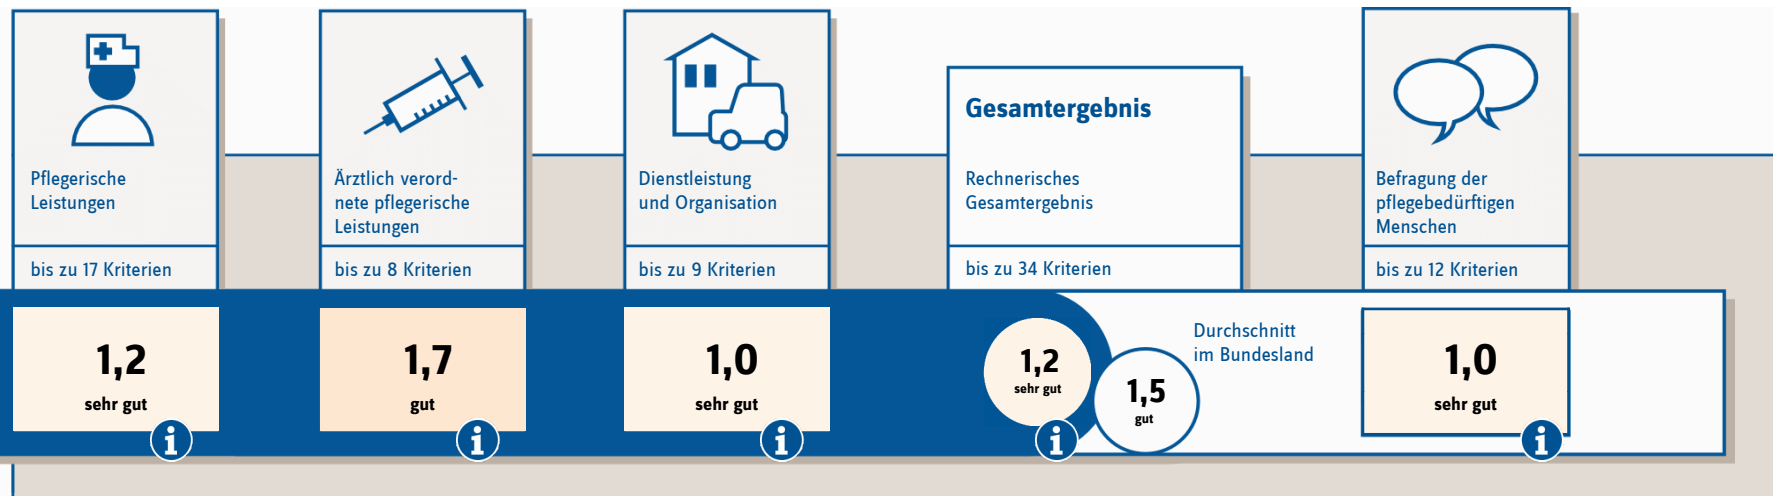 Pflegerische
Leistungen
bis zu 17 Kriterien
1,2
sehr gut
i
Ärztlich verord-
nete pflegerische
Leistungen
bis zu 8 Kriterien
1,7
gut
i
Dienstleistung
und Organisation
bis zu 9 Kriterien
1,0
sehr gut
i
Gesamtergebnis
Rechnerisches
Gesamtergebnis
bis zu 34 Kriterien
1,2
sehr gut
i
1,5
gut
Durchschnitt
im Bundesland
Befragung der
pflegebedürftigen
Menschen
bis zu 12 Kriterien
1,0
sehr gut
i